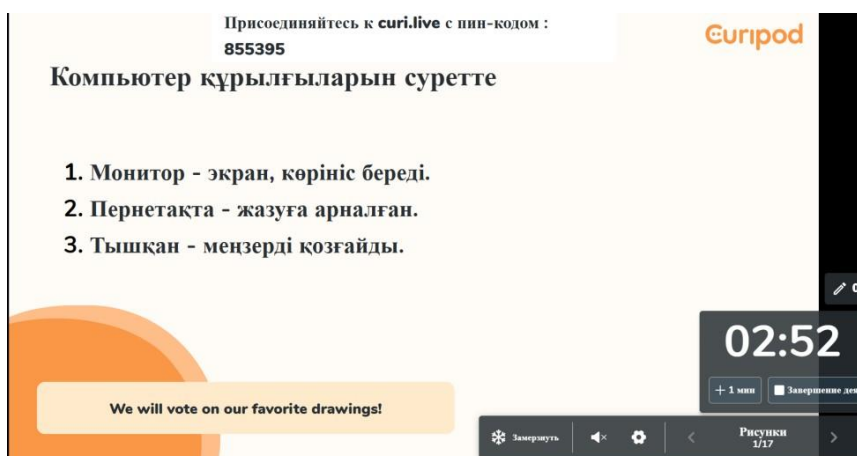 Присоединяйтесь к curi.live с пин-кодом :
855395
Curipod
Компьютер құрылғыларын суретте
1. Монитор - экран, көрініс береді.
2. Пернетақта - жазуға арналған.
3. Тышқан - меңзерді қозғайды.
02:52
+ 1 мин
Завершение дея
We will vote on our favorite drawings!
Замерзнуть
Рисунки
1/17